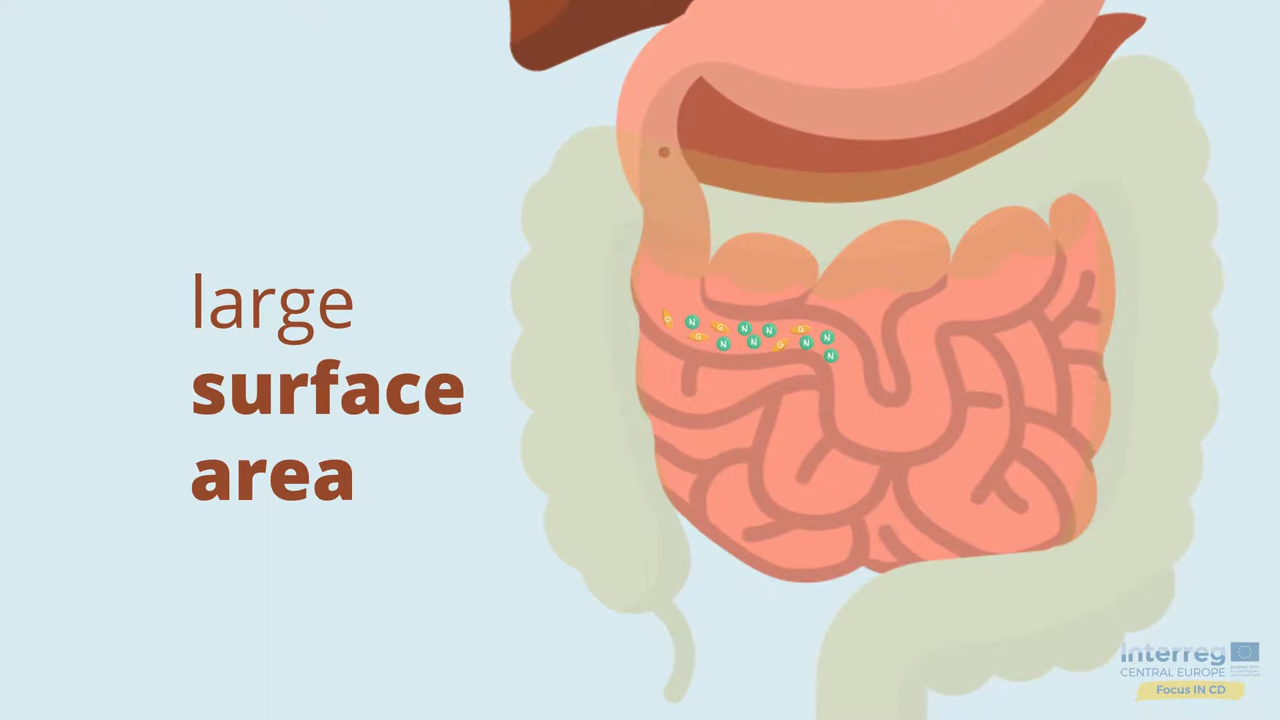 large
surface
area
G N G N N G N
G N N G N N
Interreg
CENTRAL EUROPE
Focus IN CD